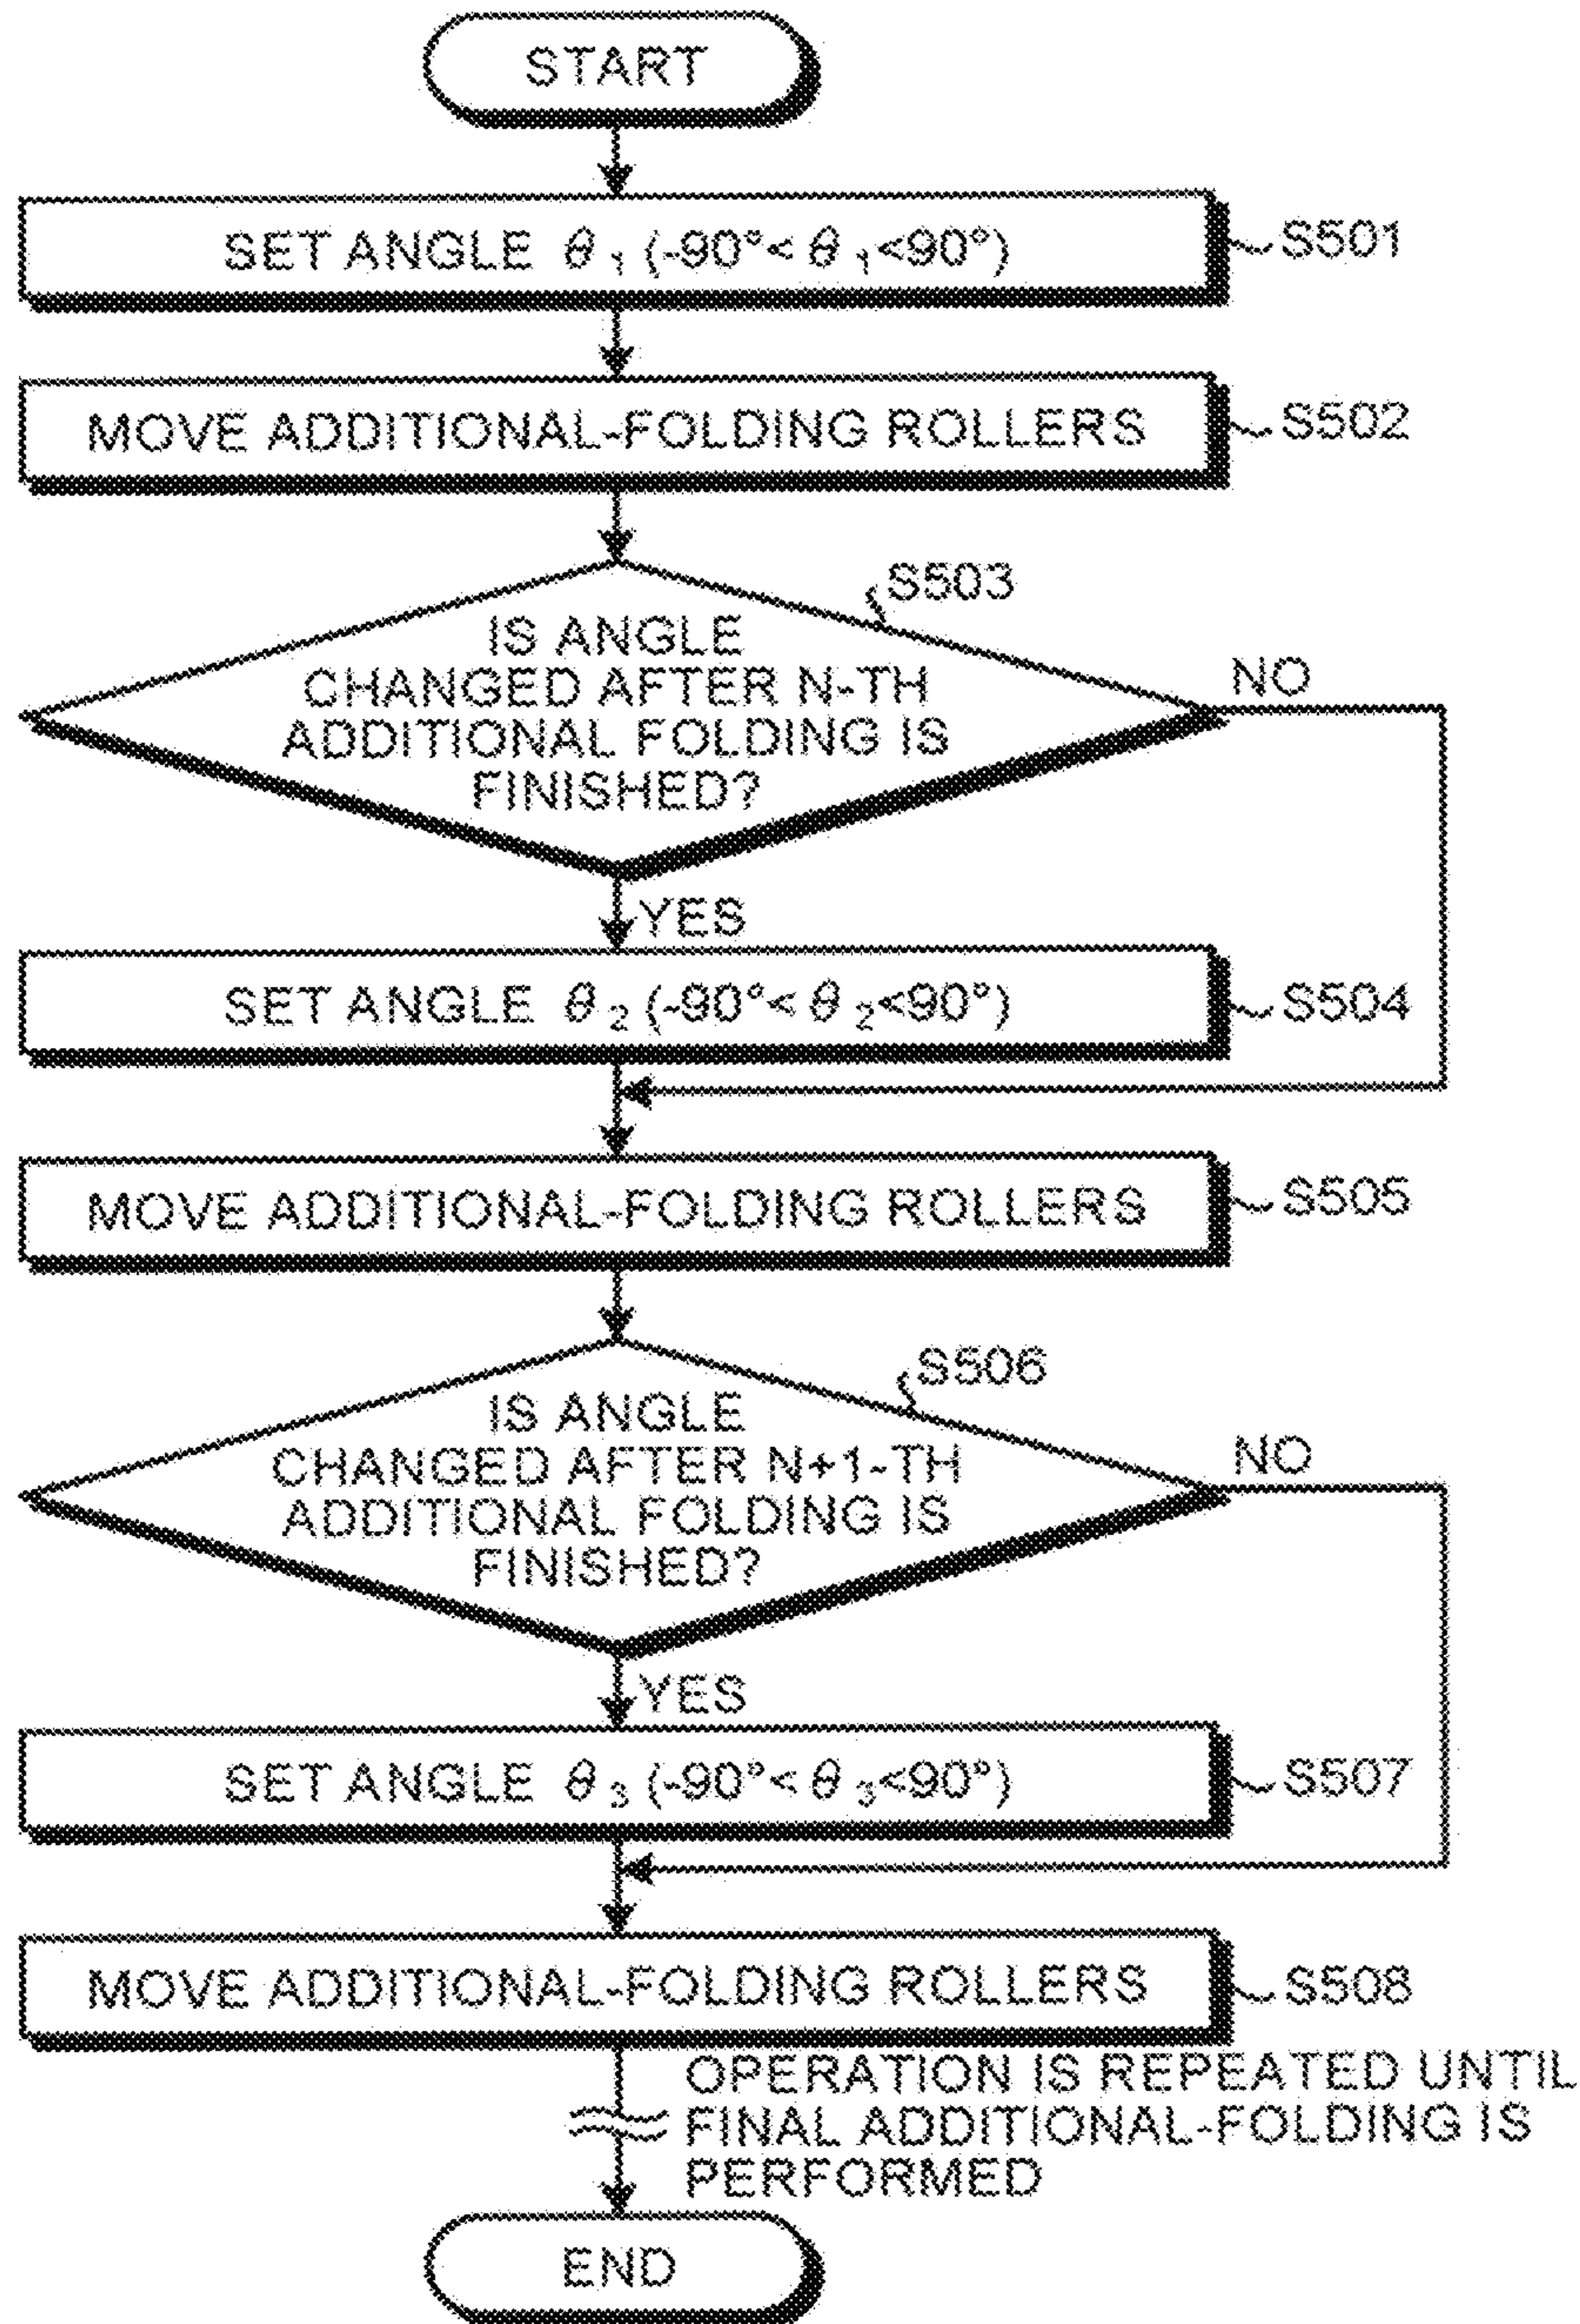 START
SET ANGLE θ1 (-90°< θ1<90°)
S501
MOVE ADDITIONAL-FOLDING ROLLERS
S502
S503
IS ANGLE
CHANGED AFTER N-TH
ADDITIONAL FOLDING IS
FINISHED?
NO
YES
SET ANGLE θ2 (-90°< θ2<90°)
S504
MOVE ADDITIONAL-FOLDING ROLLERS
S505
S506
IS ANGLE
CHANGED AFTER N+1-TH
ADDITIONAL FOLDING IS
FINISHED?
NO
YES
SET ANGLE θ3 (-90°< θ3<90°)
S507
MOVE ADDITIONAL-FOLDING ROLLERS
S508
OPERATION IS REPEATED UNTIL
FINAL ADDITIONAL-FOLDING IS
PERFORMED
END